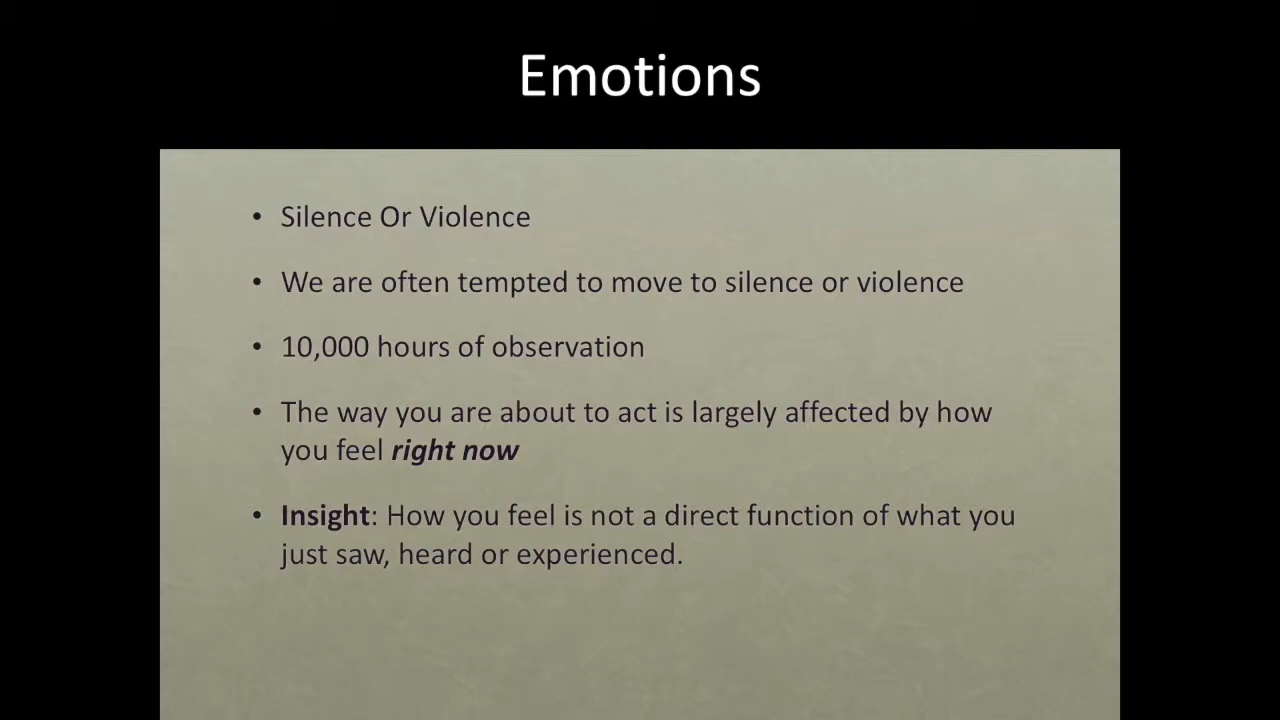 Emotions
• Silence Or Violence
• We are often tempted to move to silence or violence
• 10,000 hours of observation
• The way you are about to act is largely affected by how
you feel right now
• Insight: How you feel is not a direct function of what you
just saw, heard or experienced.